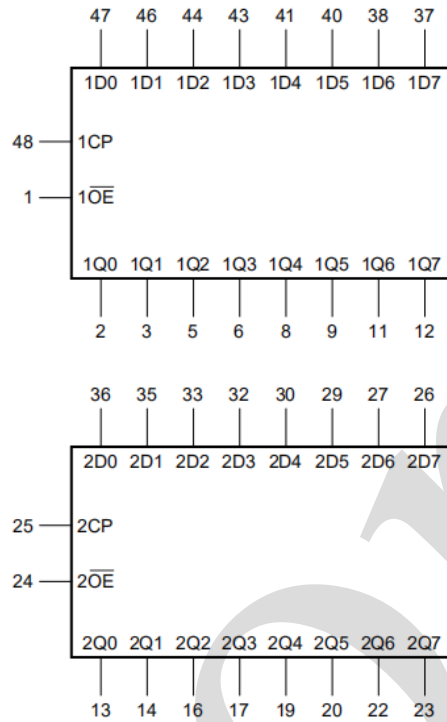 47 46 44 43 41 40 38 37
1D0 1D1 1D2 1D3 1D4 1D5 1D6 1D7
48 1CP
1 1O̅E̅
1Q0 1Q1 1Q2 1Q3 1Q4 1Q5 1Q6 1Q7
2 3 5 6 8 9 11 12
36 35 33 32 30 29 27 26
2D0 2D1 2D2 2D3 2D4 2D5 2D6 2D7
25 2CP
24 2O̅E̅
2Q0 2Q1 2Q2 2Q3 2Q4 2Q5 2Q6 2Q7
13 14 16 17 19 20 22 23